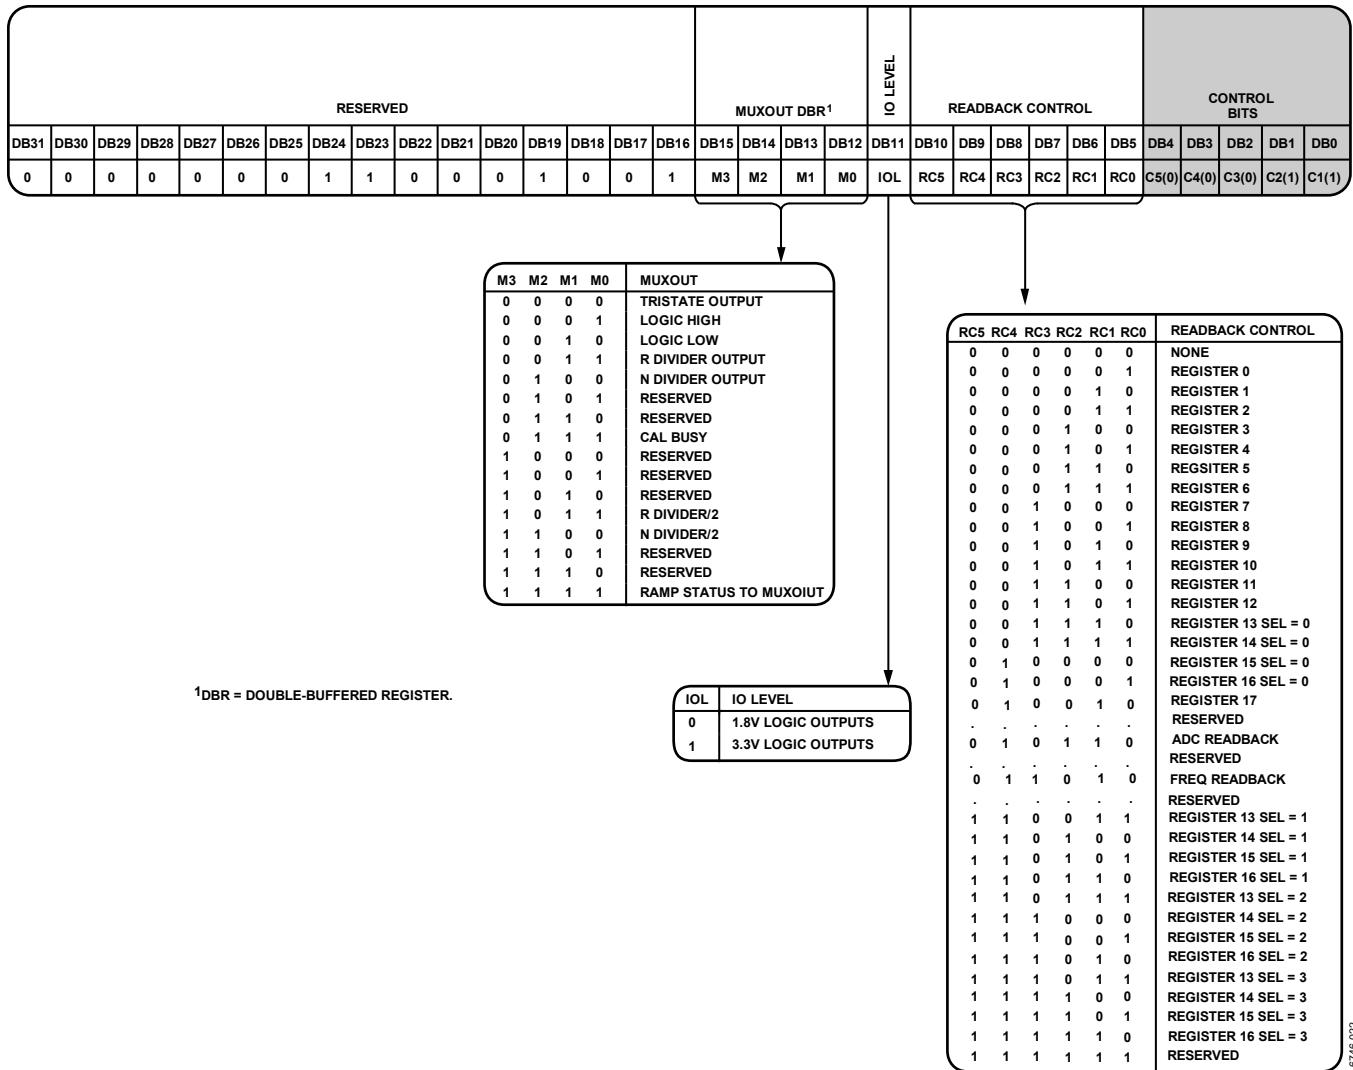 RESERVED MUXOUT DBR1 IO LEVEL READBACK CONTROL CONTROL
BITS
DB31 DB30 DB29 DB28 DB27 DB26 DB25 DB24 DB23 DB22 DB21 DB20 DB19 DB18 DB17 DB16 DB15 DB14 DB13 DB12 DB11 DB10 DB9 DB8 DB7 DB6 DB5 DB4 DB3 DB2 DB1 DB0
0 0 0 0 0 0 0 1 1 0 0 0 1 0 0 1 M3 M2 M1 M0 IOL RC5 RC4 RC3 RC2 RC1 RC0 C5(0) C4(0) C3(0) C2(1) C1(1)
M3 M2 M1 M0 MUXOUT
0 0 0 0 TRISTATE OUTPUT
0 0 0 1 LOGIC HIGH
0 0 1 0 LOGIC LOW
0 0 1 1 R DIVIDER OUTPUT
0 1 0 0 N DIVIDER OUTPUT
0 1 0 1 RESERVED
0 1 1 0 RESERVED
0 1 1 1 CAL BUSY
1 0 0 0 RESERVED
1 0 0 1 RESERVED
1 0 1 0 RESERVED
1 0 1 1 R DIVIDER/2
1 1 0 0 N DIVIDER/2
1 1 0 1 RESERVED
1 1 1 0 RESERVED
1 1 1 1 RAMP STATUS TO MUXOIUT
1DBR = DOUBLE-BUFFERED REGISTER.
IOL IO LEVEL
0 1.8V LOGIC OUTPUTS
1 3.3V LOGIC OUTPUTS
RC5 RC4 RC3 RC2 RC1 RC0 READBACK CONTROL
0 0 0 0 0 0 NONE
0 0 0 0 0 1 REGISTER 0
0 0 0 0 1 0 REGISTER 1
0 0 0 0 1 1 REGISTER 2
0 0 0 1 0 0 REGISTER 3
0 0 0 1 0 1 REGISTER 4
0 0 0 1 1 0 REGSITER 5
0 0 0 1 1 1 REGISTER 6
0 0 1 0 0 0 REGISTER 7
0 0 1 0 0 1 REGISTER 8
0 0 1 0 1 0 REGISTER 9
0 0 1 0 1 1 REGISTER 10
0 0 1 1 0 0 REGISTER 11
0 0 1 1 0 1 REGISTER 12
0 0 1 1 1 0 REGISTER 13 SEL = 0
0 0 1 1 1 1 REGISTER 14 SEL = 0
0 1 0 0 0 0 REGISTER 15 SEL = 0
0 1 0 0 0 1 REGISTER 16 SEL = 0
0 1 0 0 1 0 REGISTER 17
. . . . . . RESERVED
0 1 0 1 1 0 ADC READBACK
. . . . . . RESERVED
0 1 1 0 1 0 FREQ READBACK
. . . . . . RESERVED
1 1 0 0 1 1 REGISTER 13 SEL = 1
1 1 0 1 0 0 REGISTER 14 SEL = 1
1 1 0 1 0 1 REGISTER 15 SEL = 1
1 1 0 1 1 0 REGISTER 16 SEL = 1
1 1 0 1 1 1 REGISTER 13 SEL = 2
1 1 1 0 0 0 REGISTER 14 SEL = 2
1 1 1 0 0 1 REGISTER 15 SEL = 2
1 1 1 0 1 0 REGISTER 16 SEL = 2
1 1 1 0 1 1 REGISTER 13 SEL = 3
1 1 1 1 0 0 REGISTER 14 SEL = 3
1 1 1 1 0 1 REGISTER 15 SEL = 3
1 1 1 1 1 0 REGISTER 16 SEL = 3
1 1 1 1 1 1 RESERVED